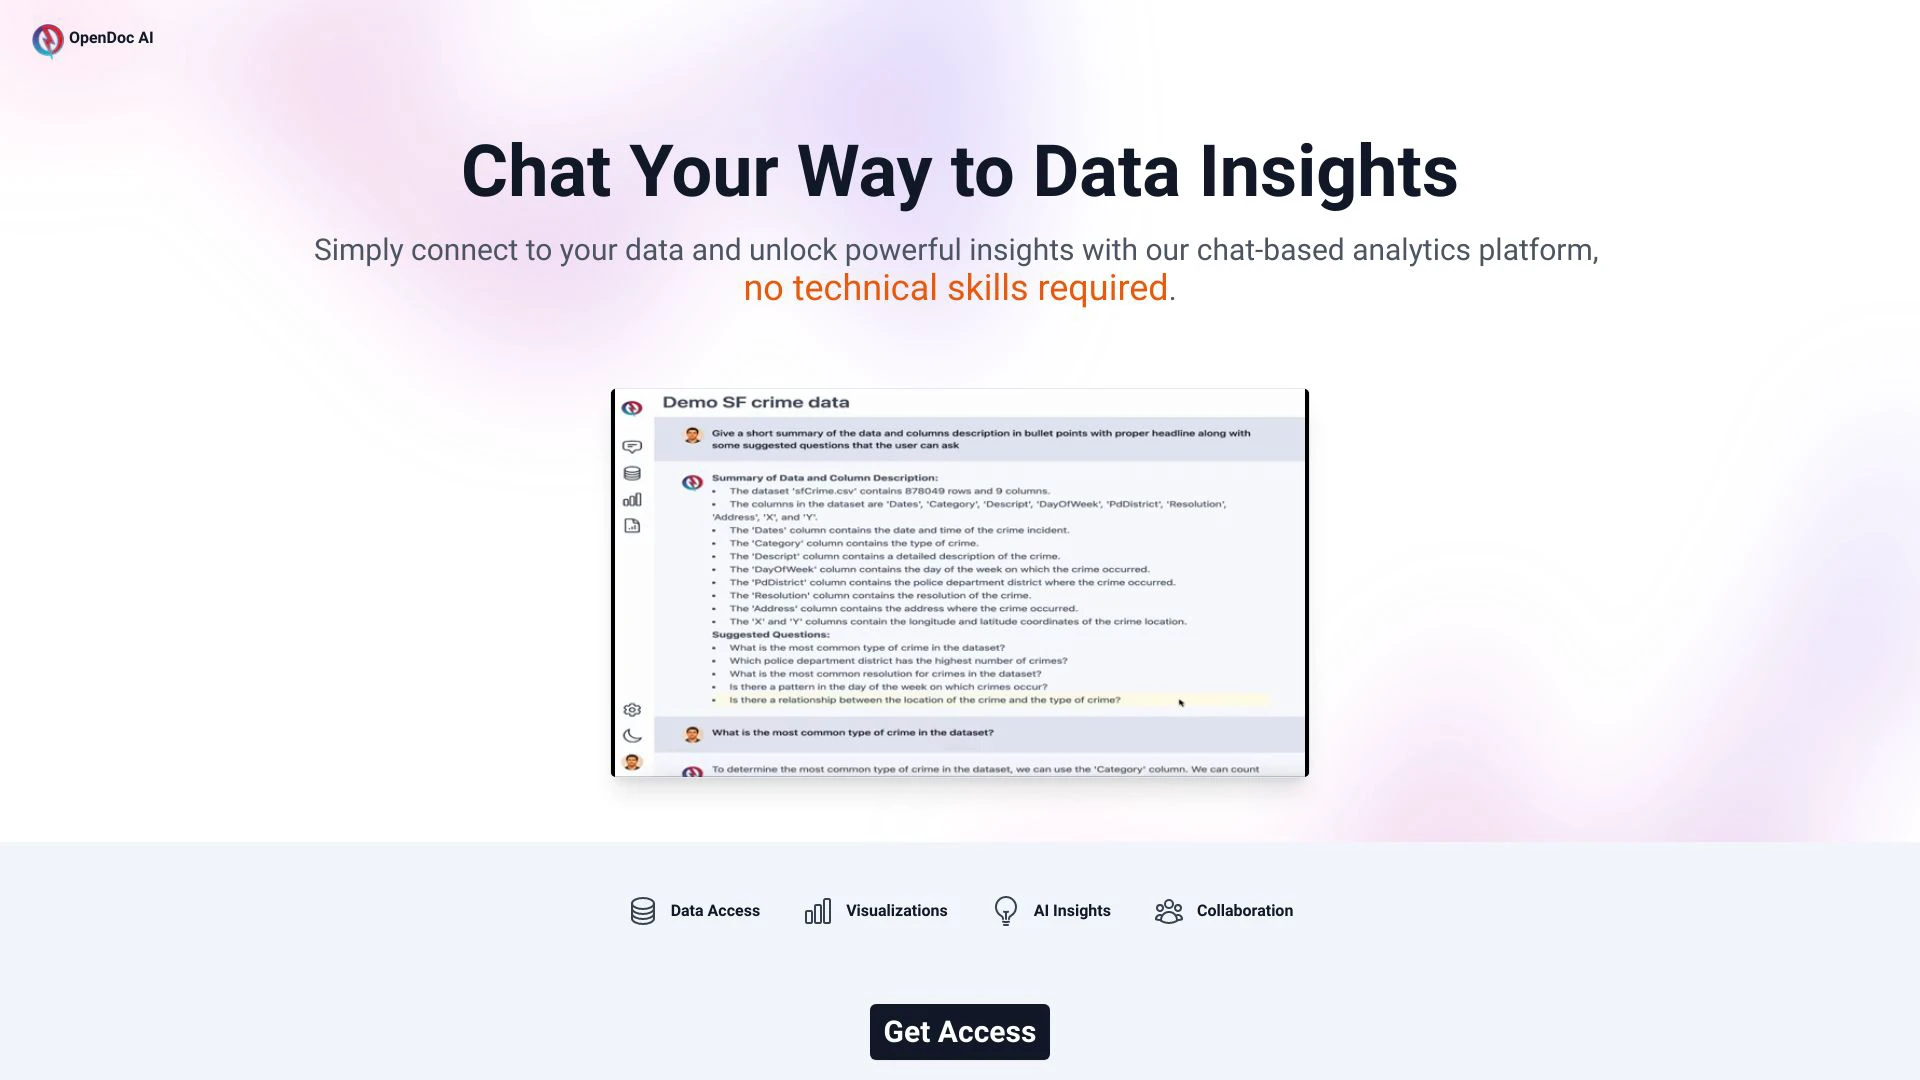 OpenDoc AI
Chat Your Way to Data Insights
Simply connect to your data and unlock powerful insights with our chat-based analytics platform,
no technical skills required.
Demo SF crime data
Give a short summary of the data and columns description in bullet points with proper headline along with
some suggested questions that the user can ask
Summary of Data and Column Description:
• The dataset 'sfCrime.csv' contains 878049 rows and 9 columns.
• The columns in the dataset are 'Dates', 'Category', 'Descript', 'DayOfWeek', 'PdDistrict', 'Resolution',
'Address', 'X', and 'Y'.
• The 'Dates' column contains the date and time of the crime incident.
• The 'Category' column contains the type of crime.
• The 'Descript' column contains a detailed description of the crime.
• The 'DayOfWeek' column contains the day of the week on which the crime occurred.
• The 'PdDistrict' column contains the police department district where the crime occurred.
• The 'Resolution' column contains the resolution of the crime.
• The 'Address' column contains the address where the crime occurred.
• The 'X' and 'Y' columns contain the longitude and latitude coordinates of the crime location.
Suggested Questions:
• What is the most common type of crime in the dataset?
• Which police department district has the highest number of crimes?
• What is the most common resolution for crimes in the dataset?
• Is there a pattern in the day of the week on which crimes occur?
• Is there a relationship between the location of the crime and the type of crime?
What is the most common type of crime in the dataset?
To determine the most common type of crime in the dataset, we can use the 'Category' column. We can count
Data Access
Visualizations
AI Insights
Collaboration
Get Access